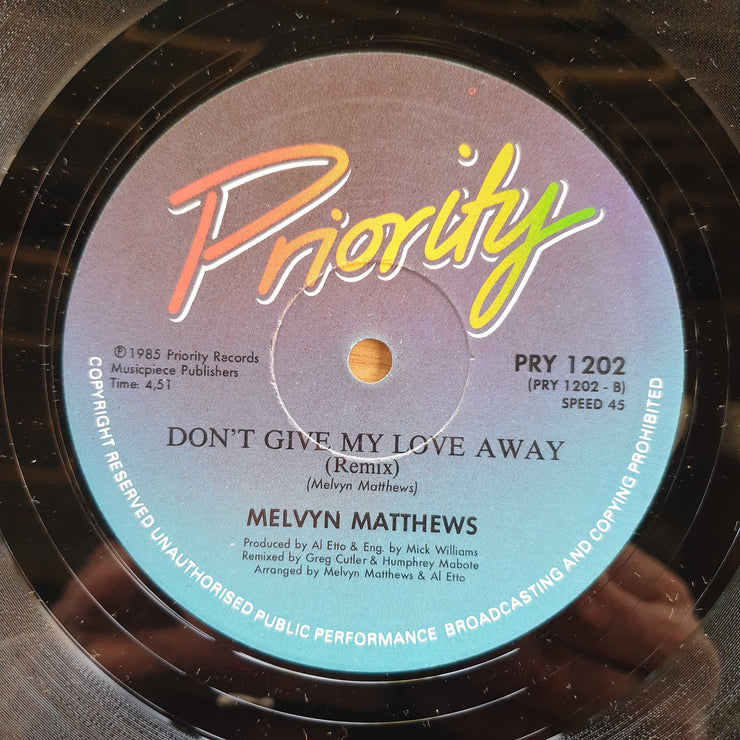 Priority
℗ 1985 Priority Records
Musicpiece Publishers
Time: 4,51
PRY 1202
(PRY 1202 - B)
SPEED 45
DON'T GIVE MY LOVE AWAY
(Remix)
(Melvyn Matthews)
MELVYN MATTHEWS
Produced by Al Etto & Eng. by Mick Williams
Remixed by Greg Cutler & Humphrey Mabote
Arranged by Melvyn Matthews & Al Etto
COPYRIGHT RESERVED UNAUTHORISED PUBLIC PERFORMANCE BROADCASTING AND COPYING PROHIBITED